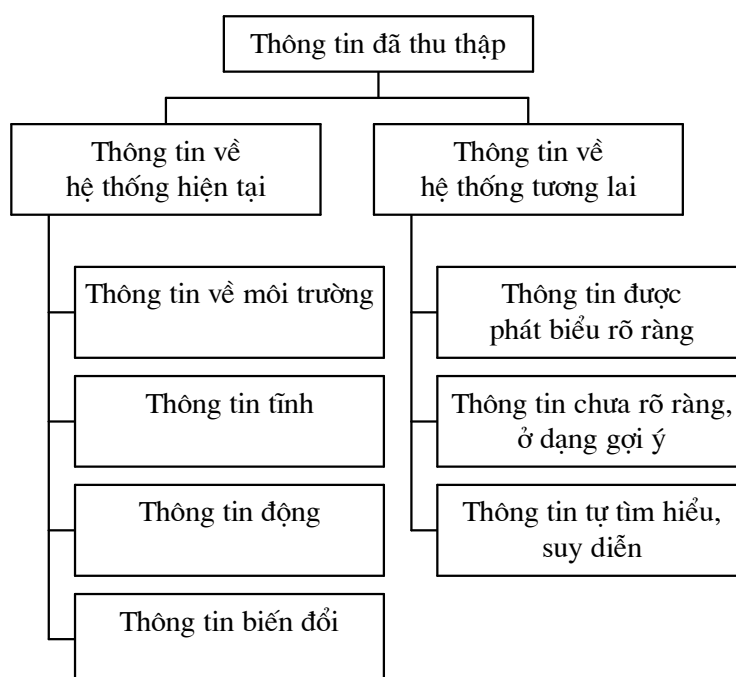 Thông tin đã thu thập
Thông tin về
hệ thống hiện tại
Thông tin về môi trường
Thông tin tĩnh
Thông tin động
Thông tin biến đổi
Thông tin về
hệ thống tương lai
Thông tin được
phát biểu rõ ràng
Thông tin chưa rõ ràng,
ở dạng gợi ý
Thông tin tự tìm hiểu,
suy diễn